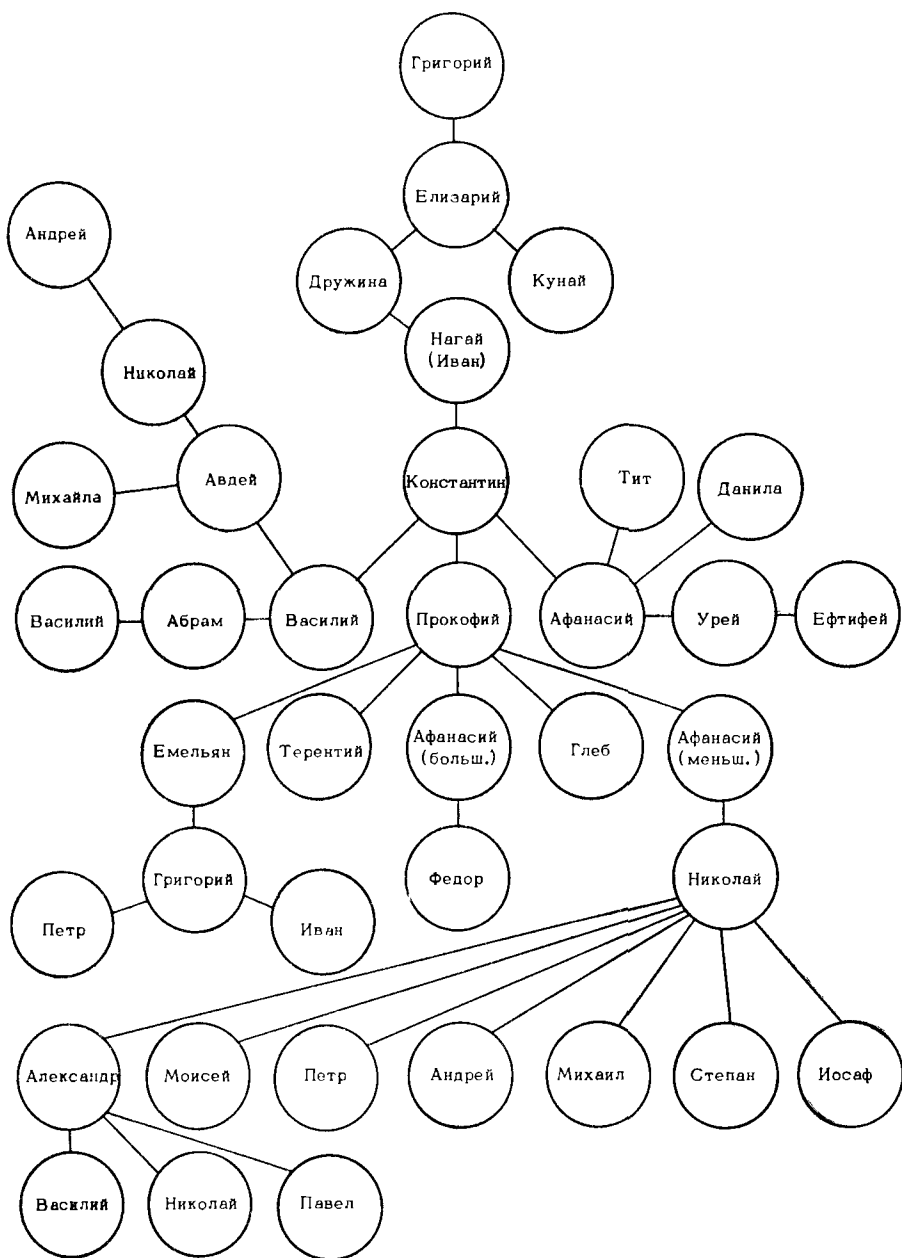 Григорий
Елизарий
Андрей
Дружина
Кунай
Нагай
(Иван)
Николай
Михайла
Авдей
Константин
Тит
Данила
Василий
Абрам
Василий
Прокофий
Афанасий
Урей
Ефтифей
Емельян
Терентий
Афанасий
(больш.)
Глеб
Афанасий
(меньш.)
Григорий
Федор
Николай
Петр
Иван
Александр
Моисей
Петр
Андрей
Михаил
Степан
Иосаф
Василий
Николай
Павел